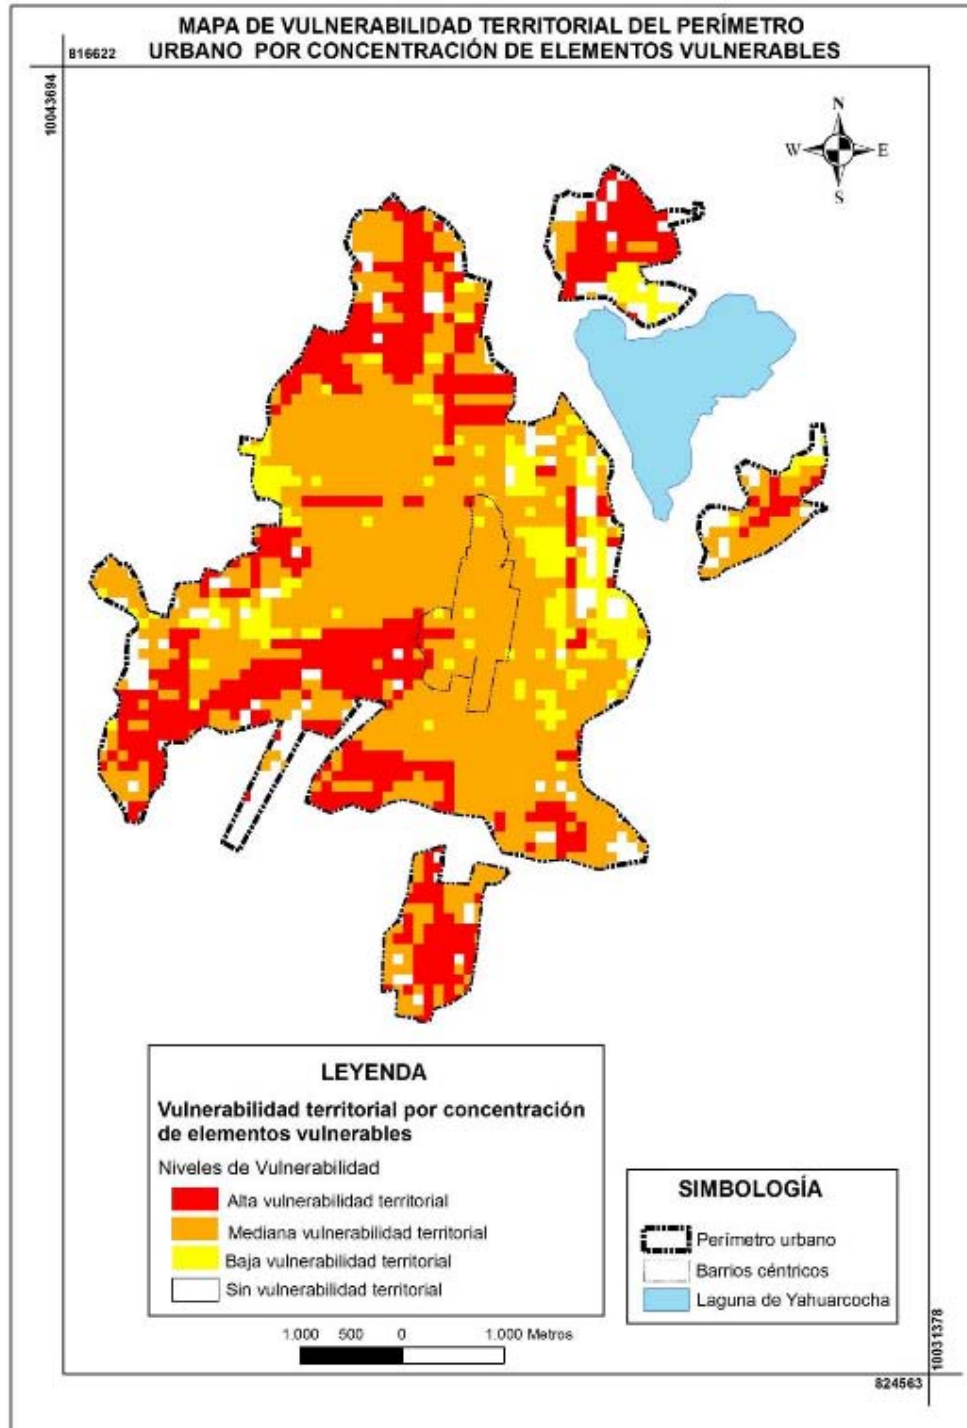 MAPA DE VULNERABILIDAD TERRITORIAL DEL PERÍMETRO
URBANO POR CONCENTRACIÓN DE ELEMENTOS VULNERABLES
816622
10043694
N
W E
S
LEYENDA
Vulnerabilidad territorial por concentración
de elementos vulnerables
Niveles de Vulnerabilidad
Alta vulnerabilidad territorial
Mediana vulnerabilidad territorial
Baja vulnerabilidad territorial
Sin vulnerabilidad territorial
SIMBOLOGÍA
Perímetro urbano
Barrios céntricos
Laguna de Yahuarcocha
1.000 500 0 1.000 Metros
10031378
824563